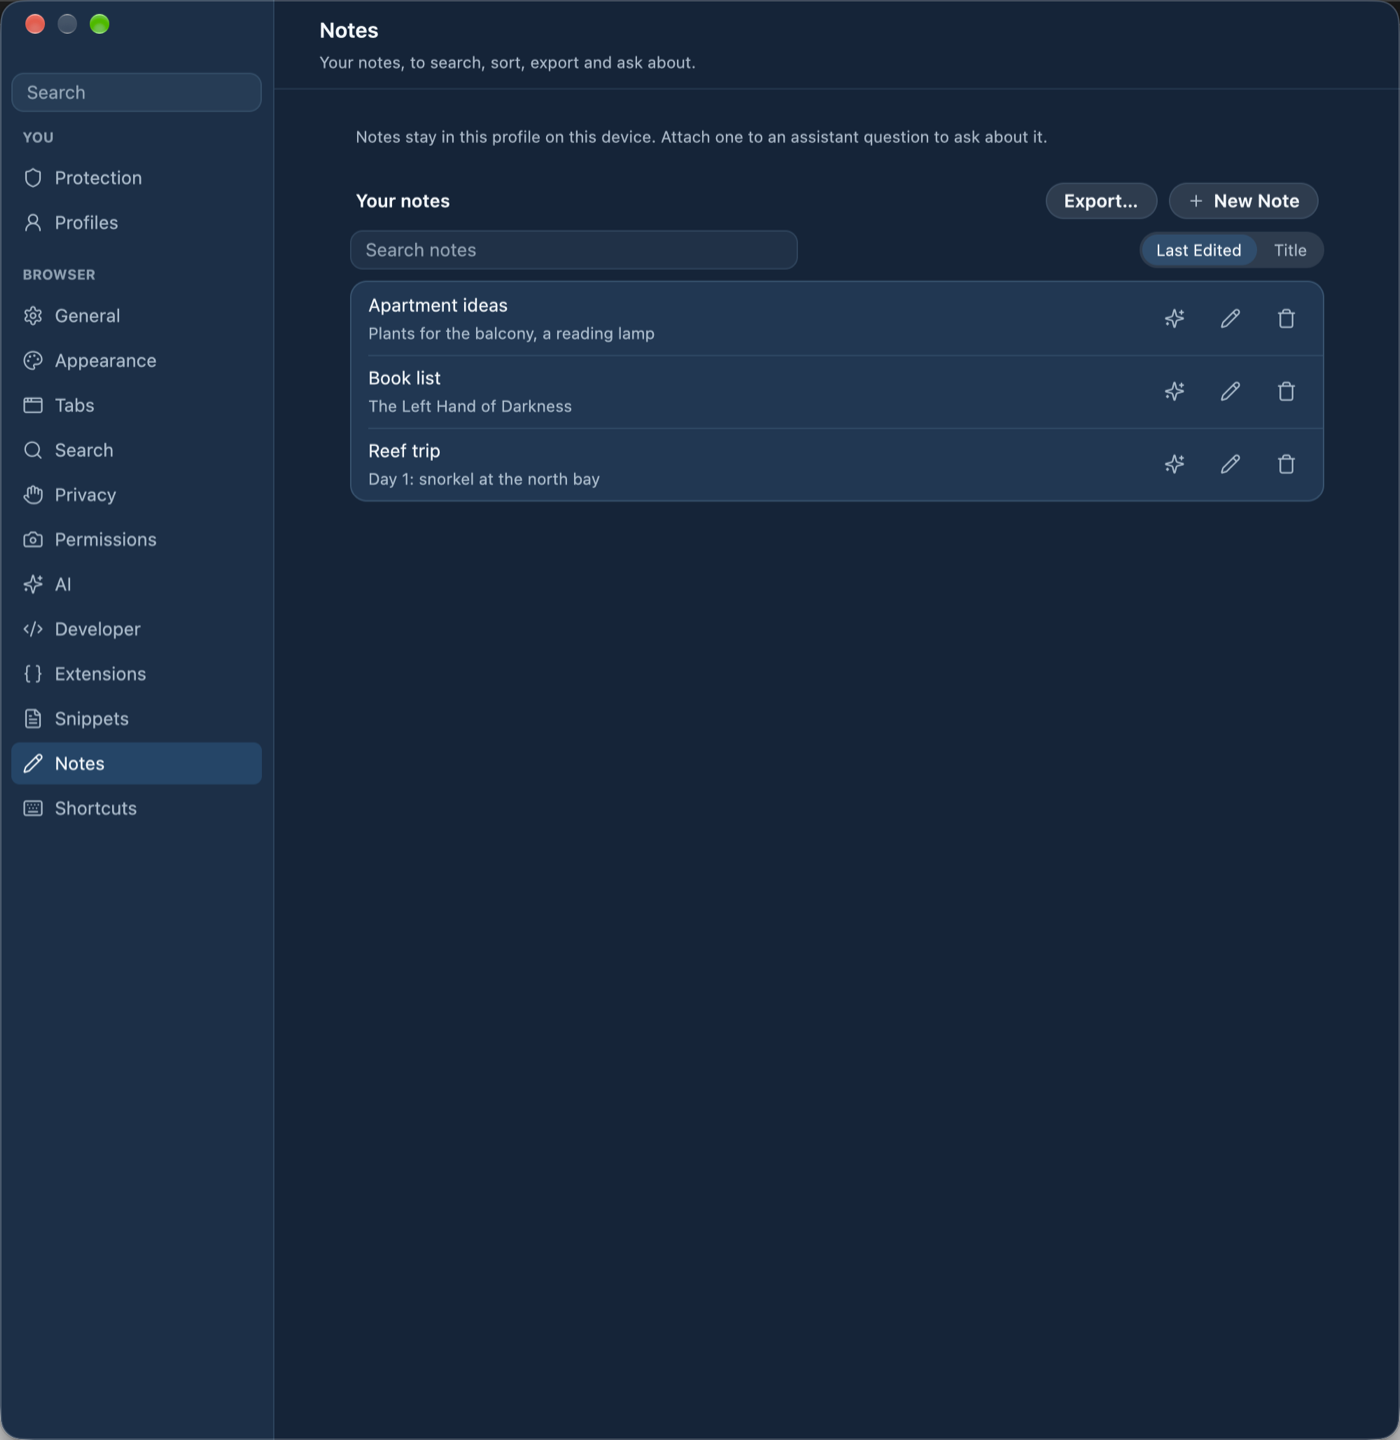 Notes
Your notes, to search, sort, export and ask about.
Search
YOU
Protection
Profiles
BROWSER
General
Appearance
Tabs
Search
Privacy
Permissions
AI
Developer
Extensions
Snippets
Notes
Shortcuts
Notes stay in this profile on this device. Attach one to an assistant question to ask about it.
Your notes
Export...
New Note
Search notes
Last Edited
Title
Apartment ideas
Plants for the balcony, a reading lamp
Book list
The Left Hand of Darkness
Reef trip
Day 1: snorkel at the north bay